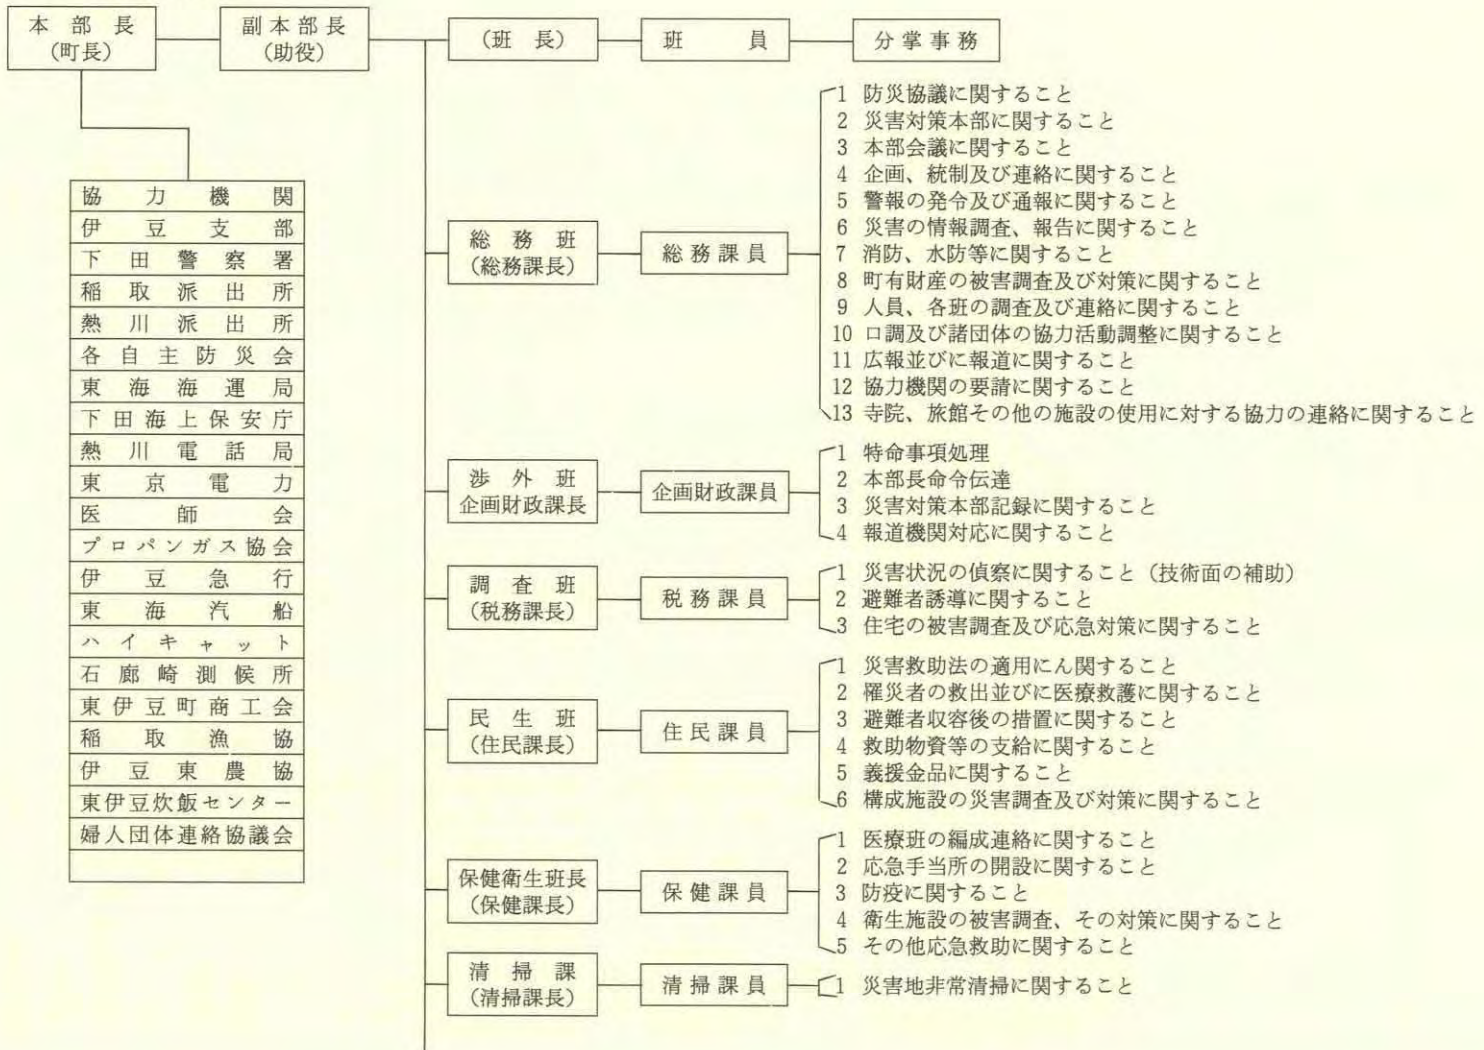 本部長 副本部長 (班長) 班員 分掌事務
(町長) (助役)
協力機関
伊豆支部
下田警察署
稲取派出所
熱川派出所
各自主防災会
東海海運局
下田海上保安庁
熱川電話局
東京電力
医師会
プロパンガス協会
伊豆急行
東海汽船
ハイキャット
石廊崎測候所
東伊豆町商工会
稲取漁協
伊豆東農協
東伊豆炊飯センター
婦人団体連絡協議会
総務班
(総務課長)
総務課員
1 防災協議に関すること
2 災害対策本部に関すること
3 本部会議に関すること
4 企画、統制及び連絡に関すること
5 警報の発令及び通報に関すること
6 災害の情報調査、報告に関すること
7 消防、水防等に関すること
8 町有財産の被害調査及び対策に関すること
9 人員、各班の調査及び連絡に関すること
10 口調及び諸団体の協力活動調整に関すること
11 広報並びに報道に関すること
12 協力機関の要請に関すること
13 寺院、旅館その他の施設の使用に対する協力の連絡に関すること
渉外班
企画財政課長
企画財政課員
1 特命事項処理
2 本部長命令伝達
3 災害対策本部記録に関すること
4 報道機関対応に関すること
調査班
(税務課長)
税務課員
1 災害状況の偵察に関すること(技術面の補助)
2 避難者誘導に関すること
3 住宅の被害調査及び応急対策に関すること
民生班
(住民課長)
住民課員
1 災害救助法の適用にん関すること
2 罹災者の救出並びに医療救護に関すること
3 避難者収容後の措置に関すること
4 救助物資等の支給に関すること
5 義援金品に関すること
6 構成施設の災害調査及び対策に関すること
保健衛生班長
(保健課長)
保健課員
1 医療班の編成連絡に関すること
2 応急手当所の開設に関すること
3 防疫に関すること
4 衛生施設の被害調査、その対策に関すること
5 その他応急救助に関すること
清掃課
(清掃課長)
清掃課員
1 災害地非常清掃に関すること